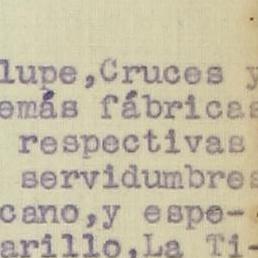 lupe,Cruces y
emás fábricas
respectivas
servidumbres
cano,y espe-
arillo,La Ti-